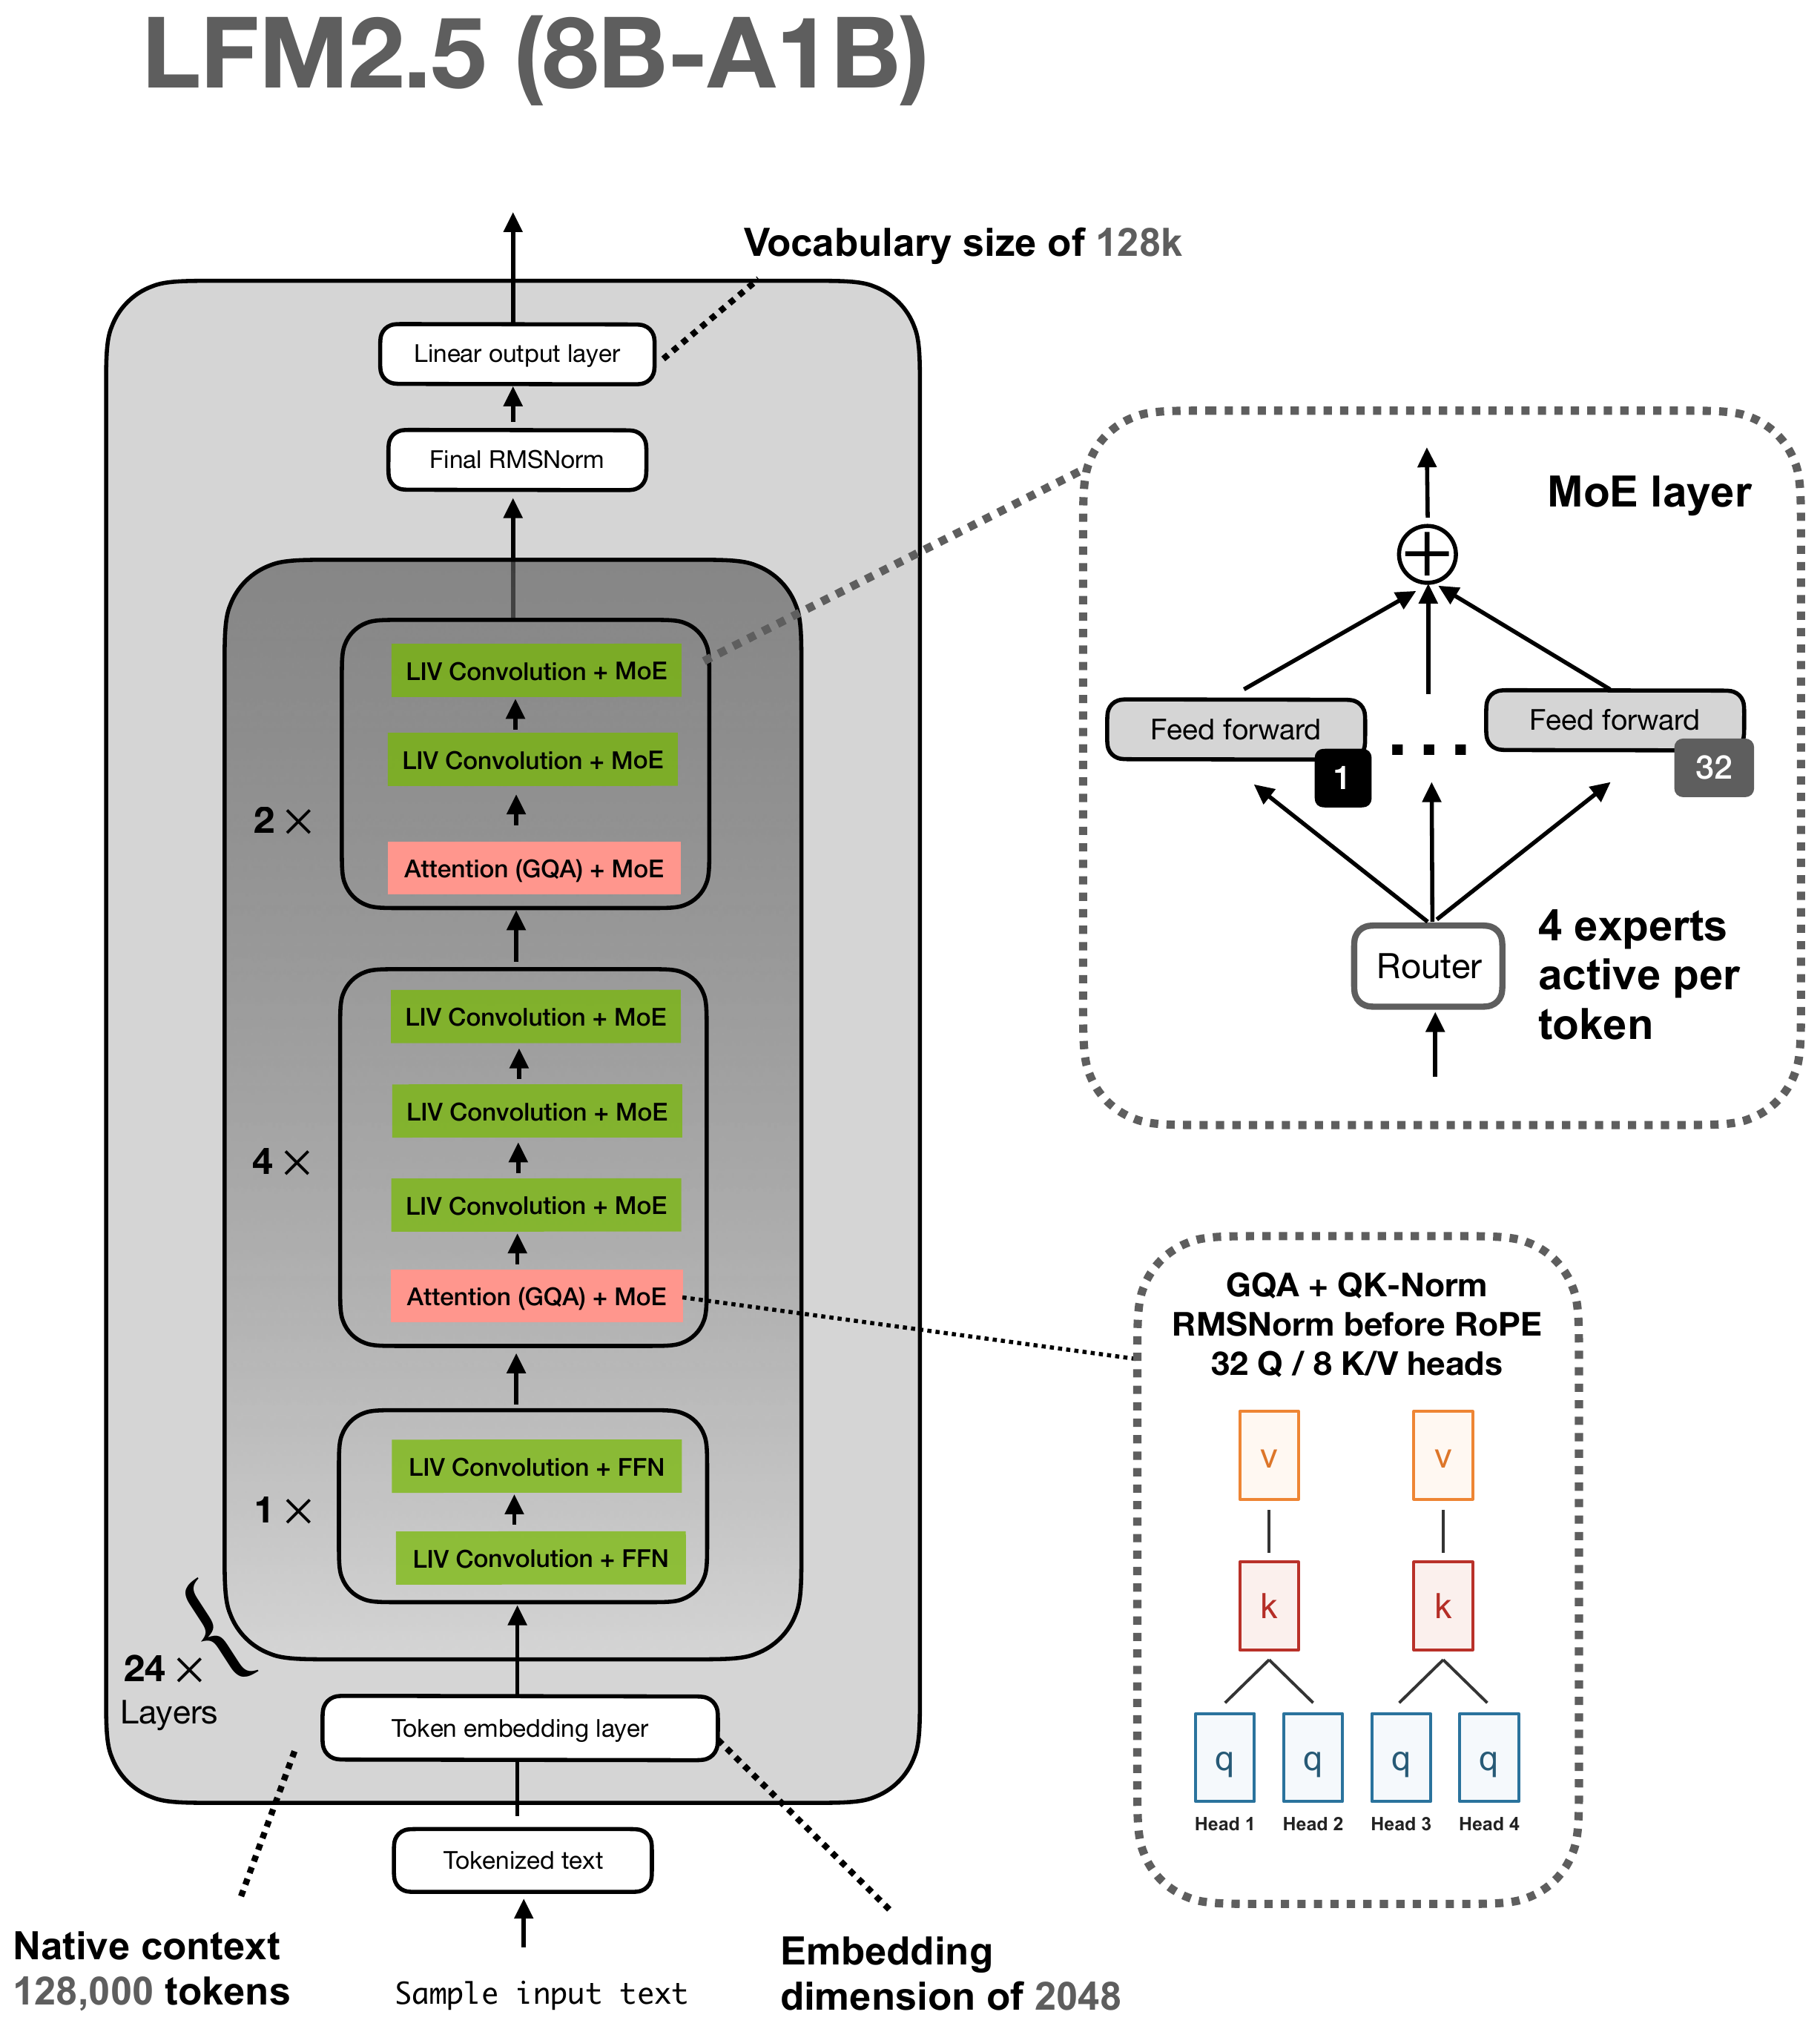 LFM2.5 (8B-A1B)
Vocabulary size of 128k
Linear output layer
Final RMSNorm
LIV Convolution + MoE
LIV Convolution + MoE
2 ×
Attention (GQA) + MoE
LIV Convolution + MoE
LIV Convolution + MoE
4 ×
LIV Convolution + MoE
Attention (GQA) + MoE
LIV Convolution + FFN
1 ×
LIV Convolution + FFN
24 ×
Layers
Token embedding layer
Tokenized text
Native context
128,000 tokens
Sample input text
Embedding
dimension of 2048
MoE layer
Feed forward
1
...
Feed forward
32
Router
4 experts
active per
token
GQA + QK-Norm
RMSNorm before RoPE
32 Q / 8 K/V heads
v v
k k
q q q q
Head 1 Head 2 Head 3 Head 4